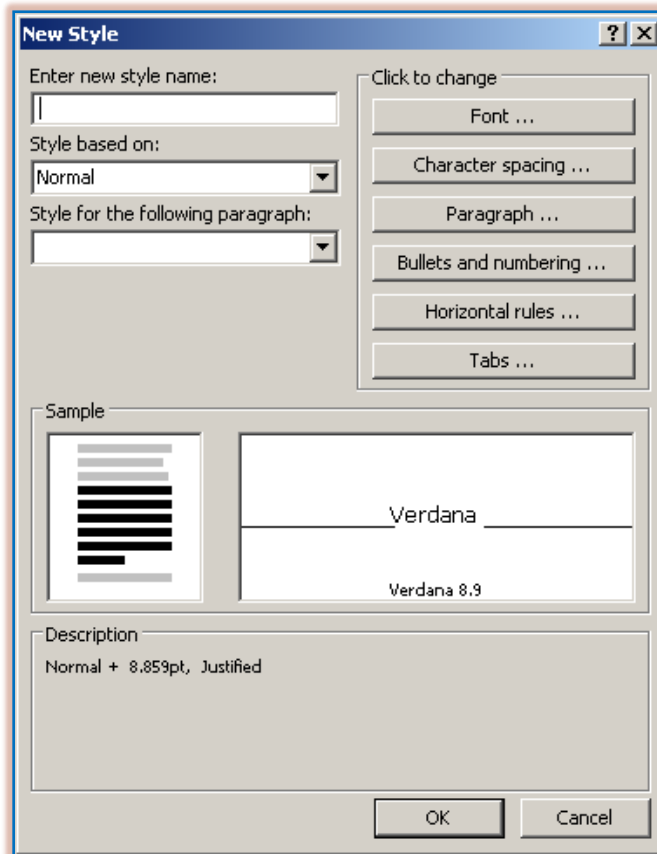 New Style
Enter new style name:
Style based on:
Normal
Style for the following paragraph:
Click to change
Font ...
Character spacing ...
Paragraph ...
Bullets and numbering ...
Horizontal rules ...
Tabs ...
Sample
Verdana
Verdana 8.9
Description
Normal + 8.859pt, Justified
OK
Cancel